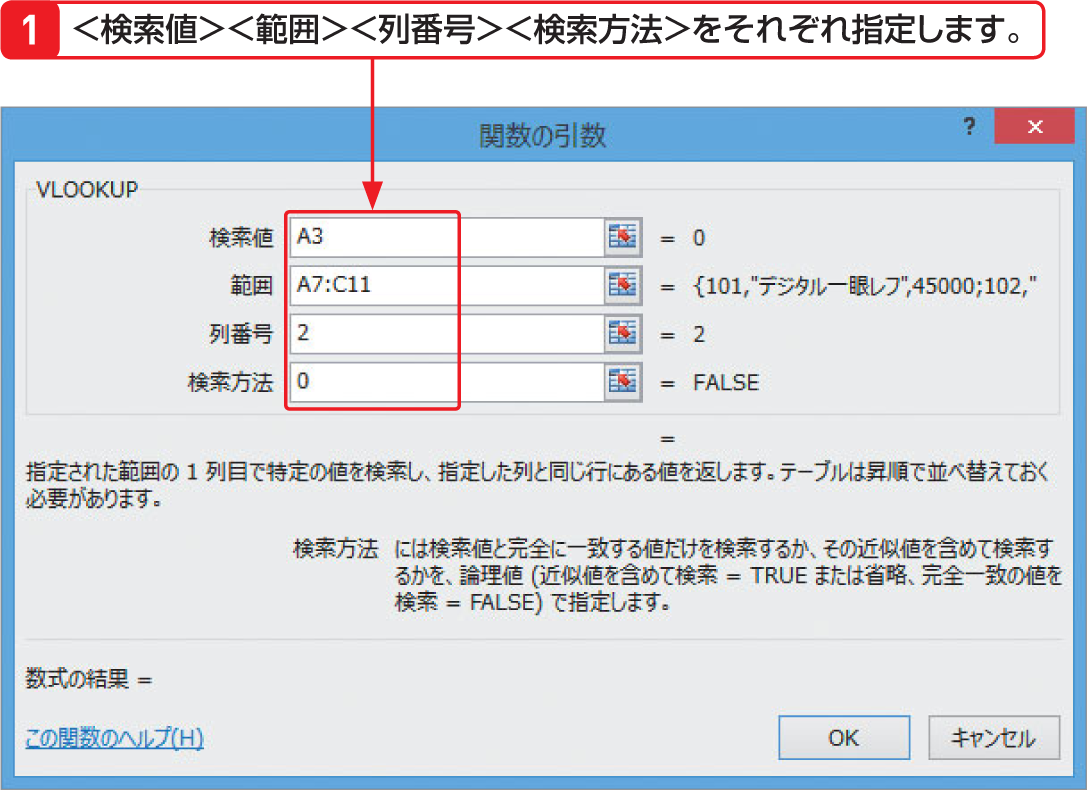 1 <検索値><範囲><列番号><検索方法>をそれぞれ指定します。
関数の引数
?
VLOOKUP
検索値 A3 = 0
範囲 A7:C11 = {101,"デジタル一眼レフ",45000;102,"
列番号 2 = 2
検索方法 0 = FALSE
=
指定された範囲の 1 列目で特定の値を検索し、指定した列と同じ行にある値を返します。テーブルは昇順で並べ替えておく
必要があります。
検索方法 には検索値と完全に一致する値だけを検索するか、その近似値を含めて検索す
るかを、論理値 (近似値を含めて検索 = TRUE または省略、完全一致の値を
検索 = FALSE) で指定します。
数式の結果 =
この関数のヘルプ(H)
OK キャンセル